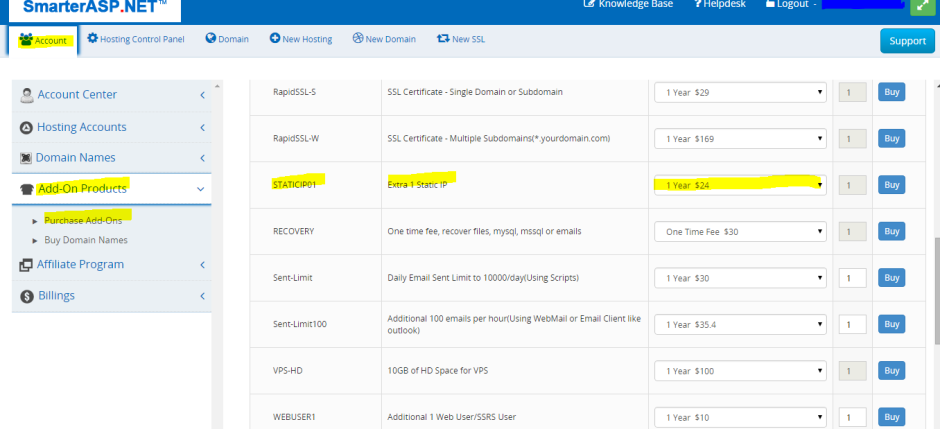 SmarterASP.NET™
Knowledge Base ? Helpdesk Logout -
Account Hosting Control Panel Domain New Hosting New Domain New SSL
Support
Account Center
Hosting Accounts
Domain Names
Add-On Products
Purchase Add-Ons
Buy Domain Names
Affiliate Program
Billings
RapidSSL-S SSL Certificate - Single Domain or Subdomain 1 Year $29 1 Buy
RapidSSL-W SSL Certificate - Multiple Subdomains(*.yourdomain.com) 1 Year $169 1 Buy
STATICIP01 Extra 1 Static IP 1 Year $24 1 Buy
RECOVERY One time fee, recover files, mysql, mssql or emails One Time Fee $30 1 Buy
Sent-Limit Daily Email Sent Limit to 10000/day(Using Scripts) 1 Year $30 1 Buy
Sent-Limit100 Additional 100 emails per hour(Using WebMail or Email Client like
outlook) 1 Year $35.4 1 Buy
VPS-HD 10GB of HD Space for VPS 1 Year $100 1 Buy
WEBUSER1 Additional 1 Web User/SSRS User 1 Year $10 1 Buy